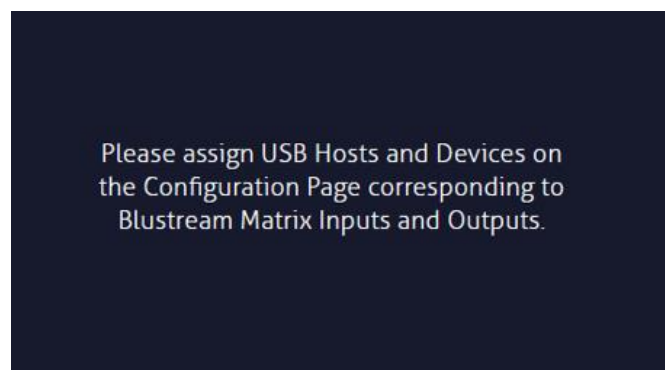 Please assign USB Hosts and Devices on
the Configuration Page corresponding to
Blustream Matrix Inputs and Outputs.